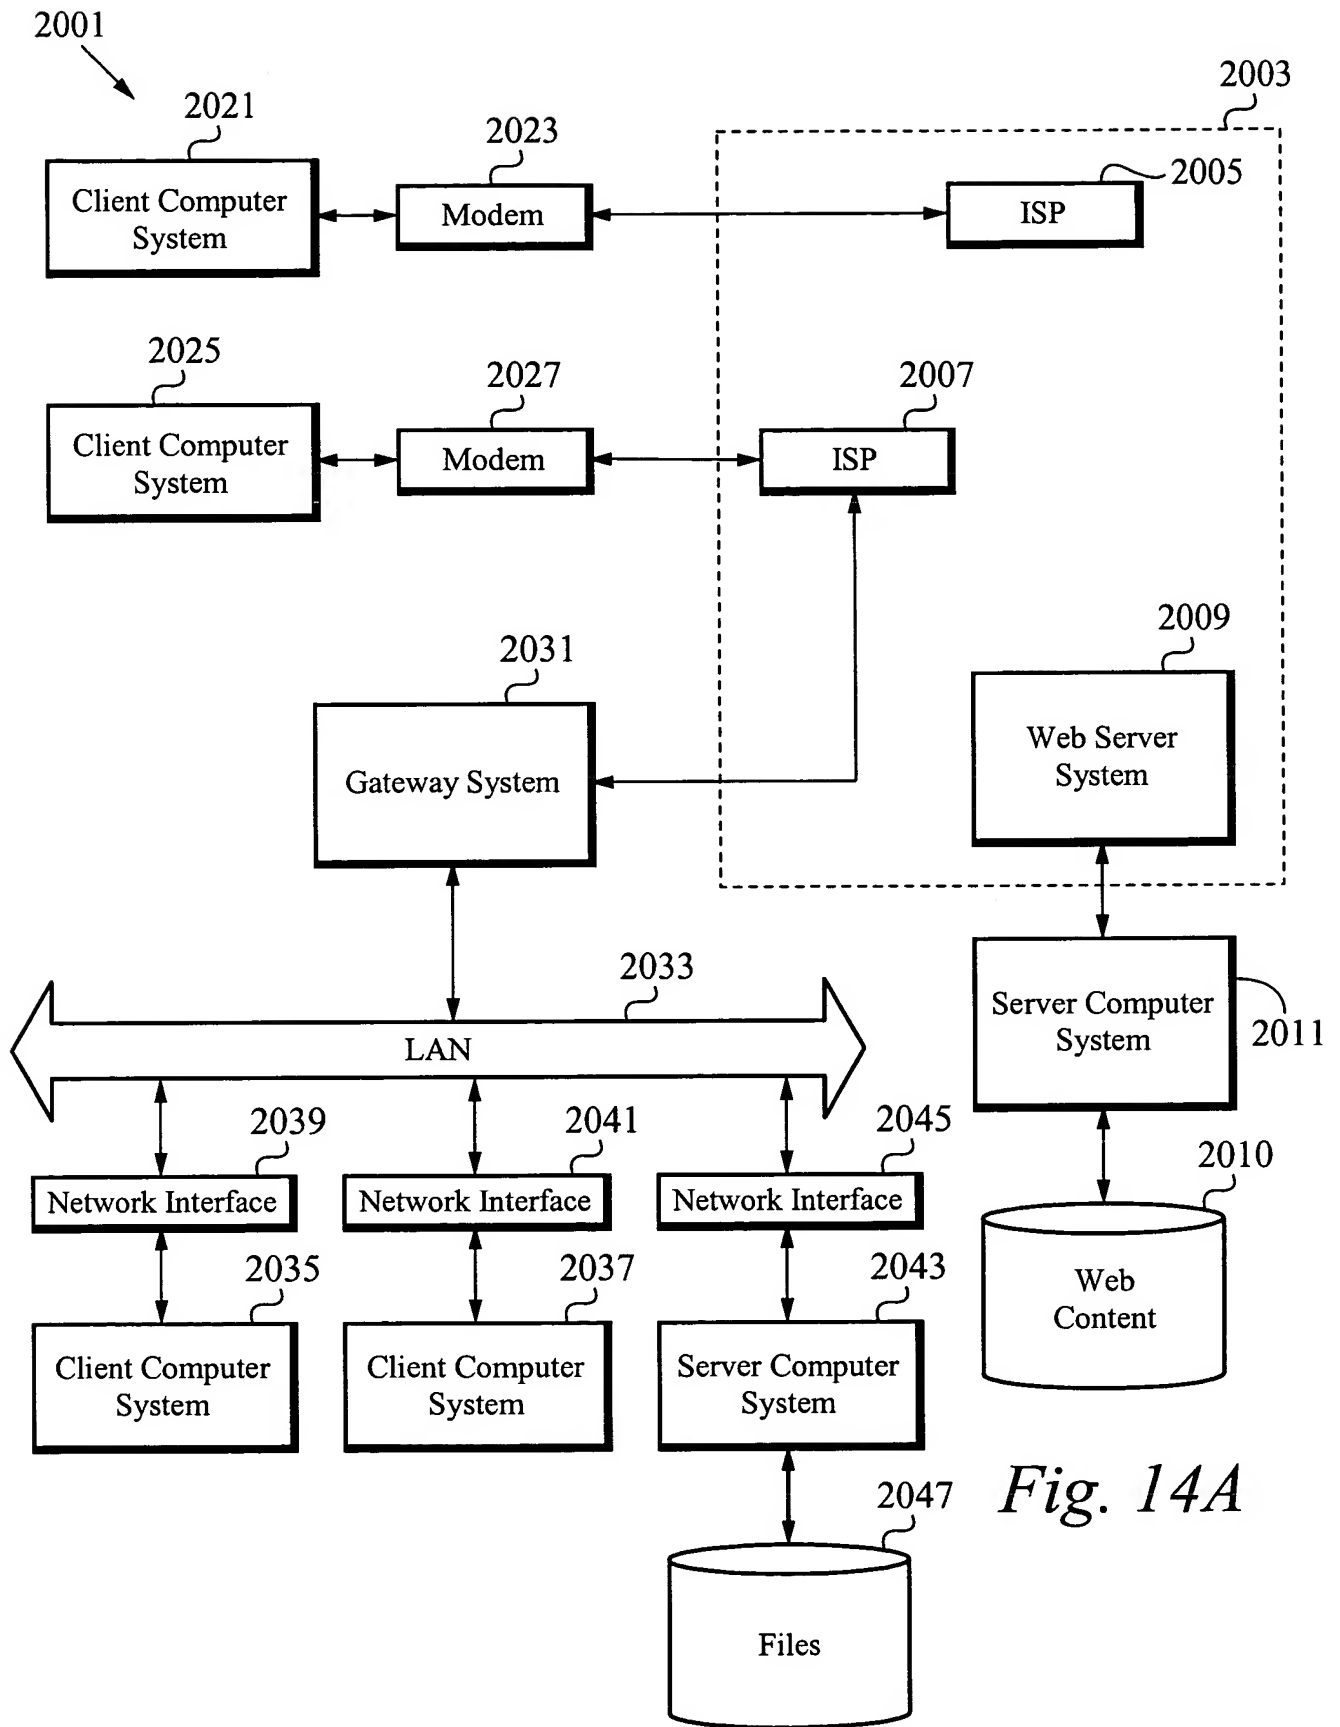 2001
2003
2021
2023
2005
Client Computer
System
Modem
ISP
2025
2027
2007
Client Computer
System
Modem
ISP
2031
2009
Gateway System
Web Server
System
2033
LAN
Server Computer
System
2011
2039
2041
2045
2010
Network Interface
Network Interface
Network Interface
2035
2037
2043
Web
Content
Client Computer
System
Client Computer
System
Server Computer
System
2047
Fig. 14A
Files